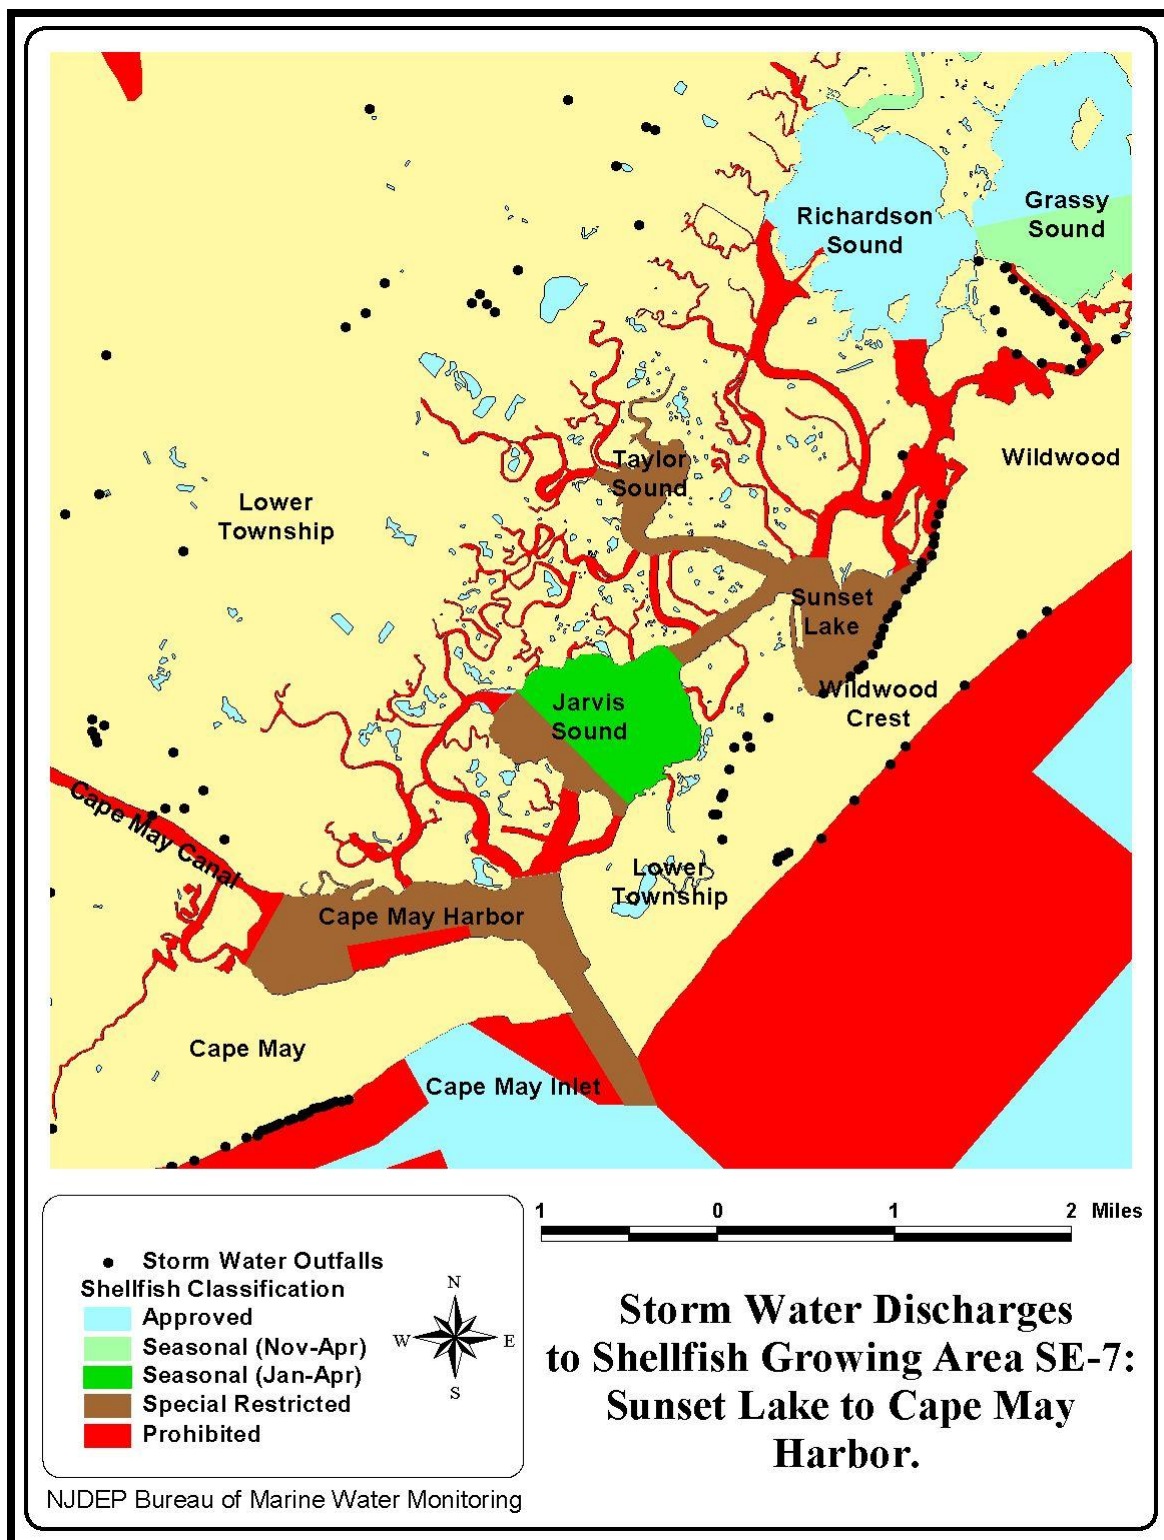 Richardson
Sound
Grassy
Sound
Wildwood
Taylor
Sound
Lower
Township
Sunset
Lake
Wildwood
Crest
Jarvis
Sound
Cape May Canal
Lower
Township
Cape May Harbor
Cape May
Cape May Inlet
1 0 1 2 Miles
Storm Water Outfalls
Shellfish Classification
Approved
Seasonal (Nov-Apr)
Seasonal (Jan-Apr)
Special Restricted
Prohibited
N
W E
S
Storm Water Discharges
to Shellfish Growing Area SE-7:
Sunset Lake to Cape May
Harbor.
NJDEP Bureau of Marine Water Monitoring